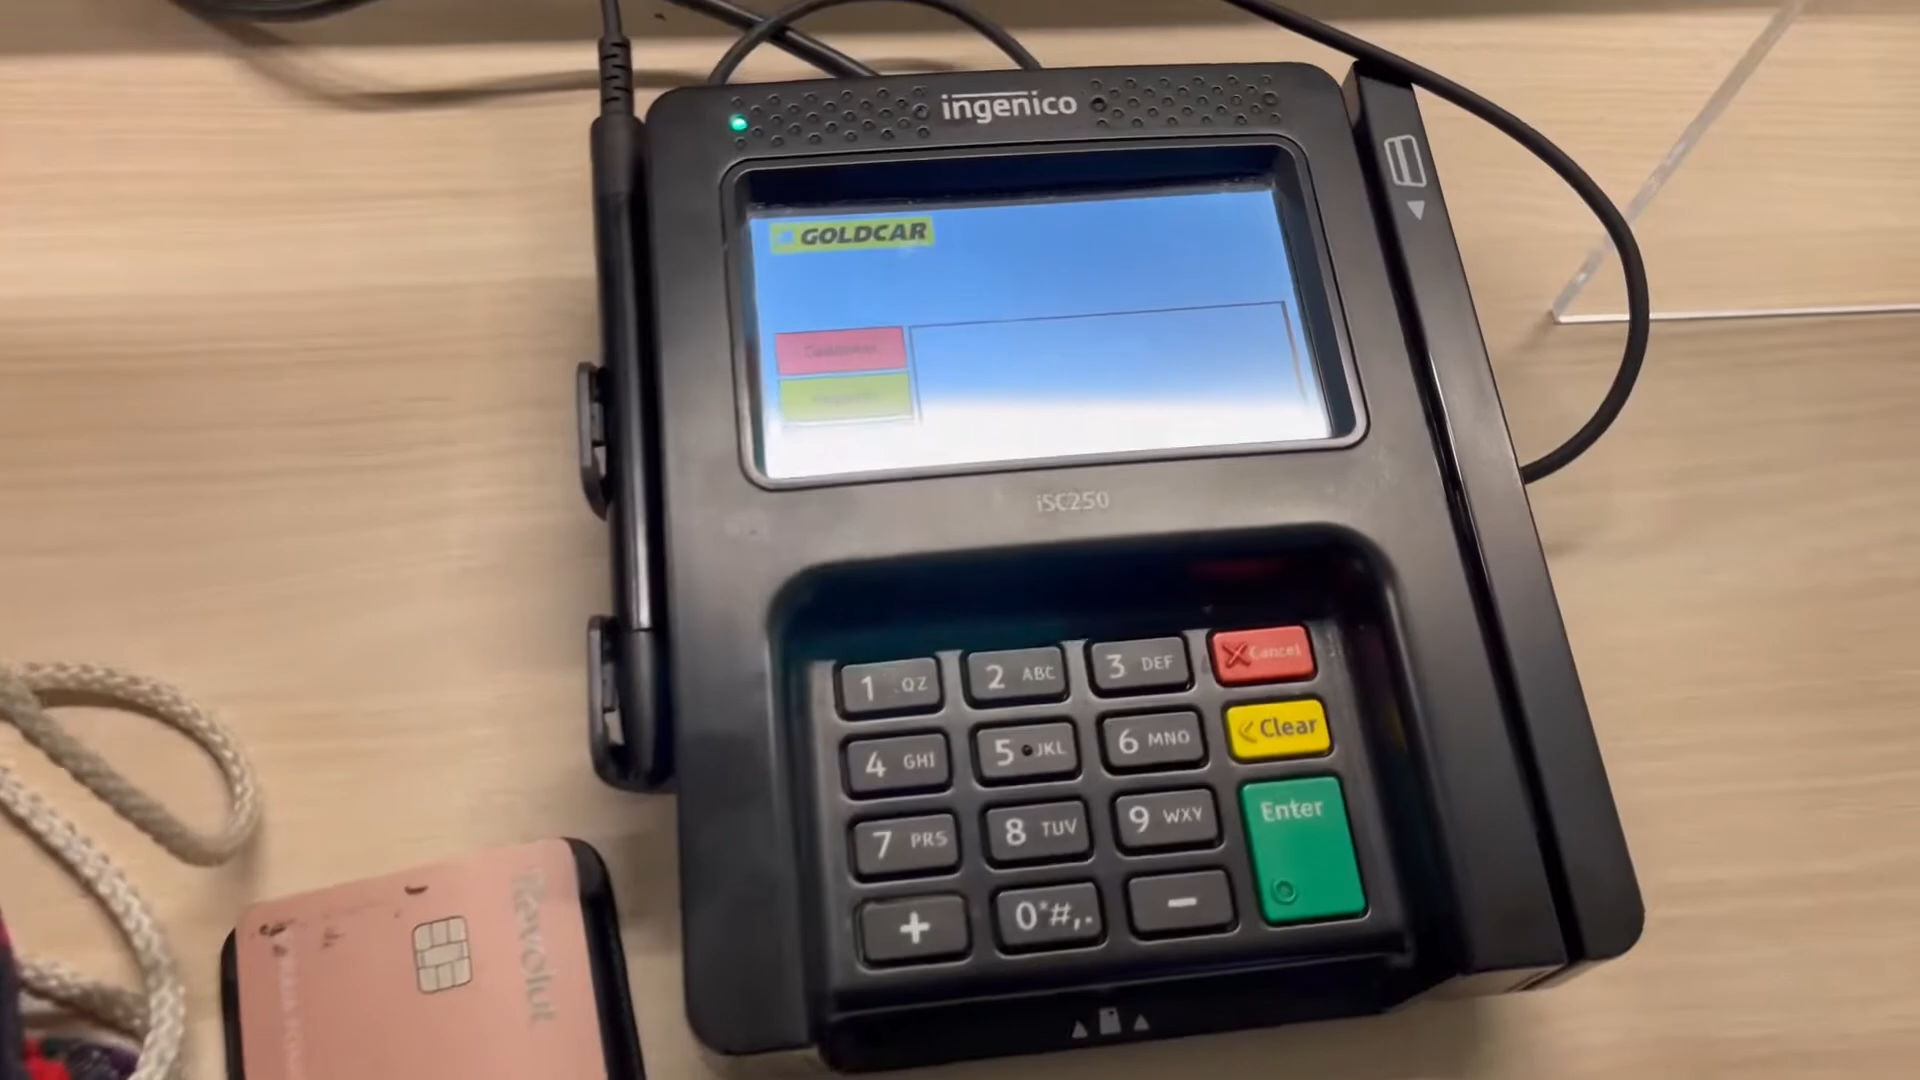 ingenico
GOLDCAR
iSC250
1 QZ
2 ABC
3 DEF
Cancel
4 GHI
5 JKL
6 MNO
Clear
7 PRS
8 TUV
9 WXY
Enter
+
0*#,.
-
Revolut